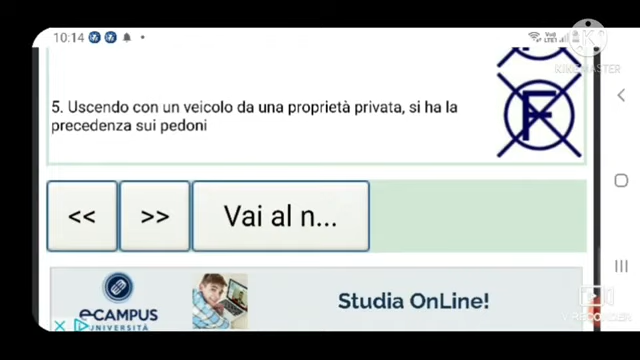 10:14
KINEMASTER
5. Uscendo con un veicolo da una proprietà privata, si ha la
precedenza sui pedoni
F
<< >> Vai al n...
eCAMPUS
UNIVERSITÀ
Studia OnLine!
V RECORDER